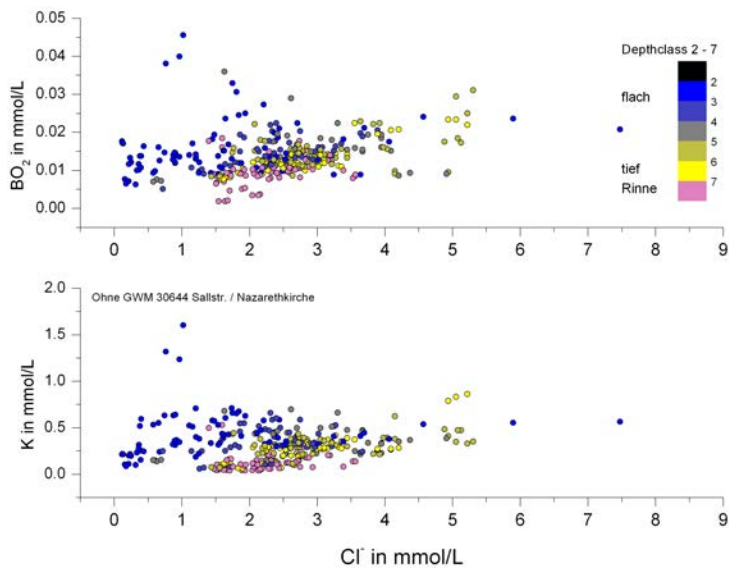 0.05
0.04
0.03
0.02
0.01
0.00
BO2 in mmol/L
Depthclass 2 - 7
flach
2
3
4
5
6
tief
7
Rinne
0 1 2 3 4 5 6 7 8 9
2.0
1.5
1.0
0.5
0.0
K in mmol/L
Ohne GWM 30644 Sallstr. / Nazarethkirche
0 1 2 3 4 5 6 7 8 9
Cl- in mmol/L